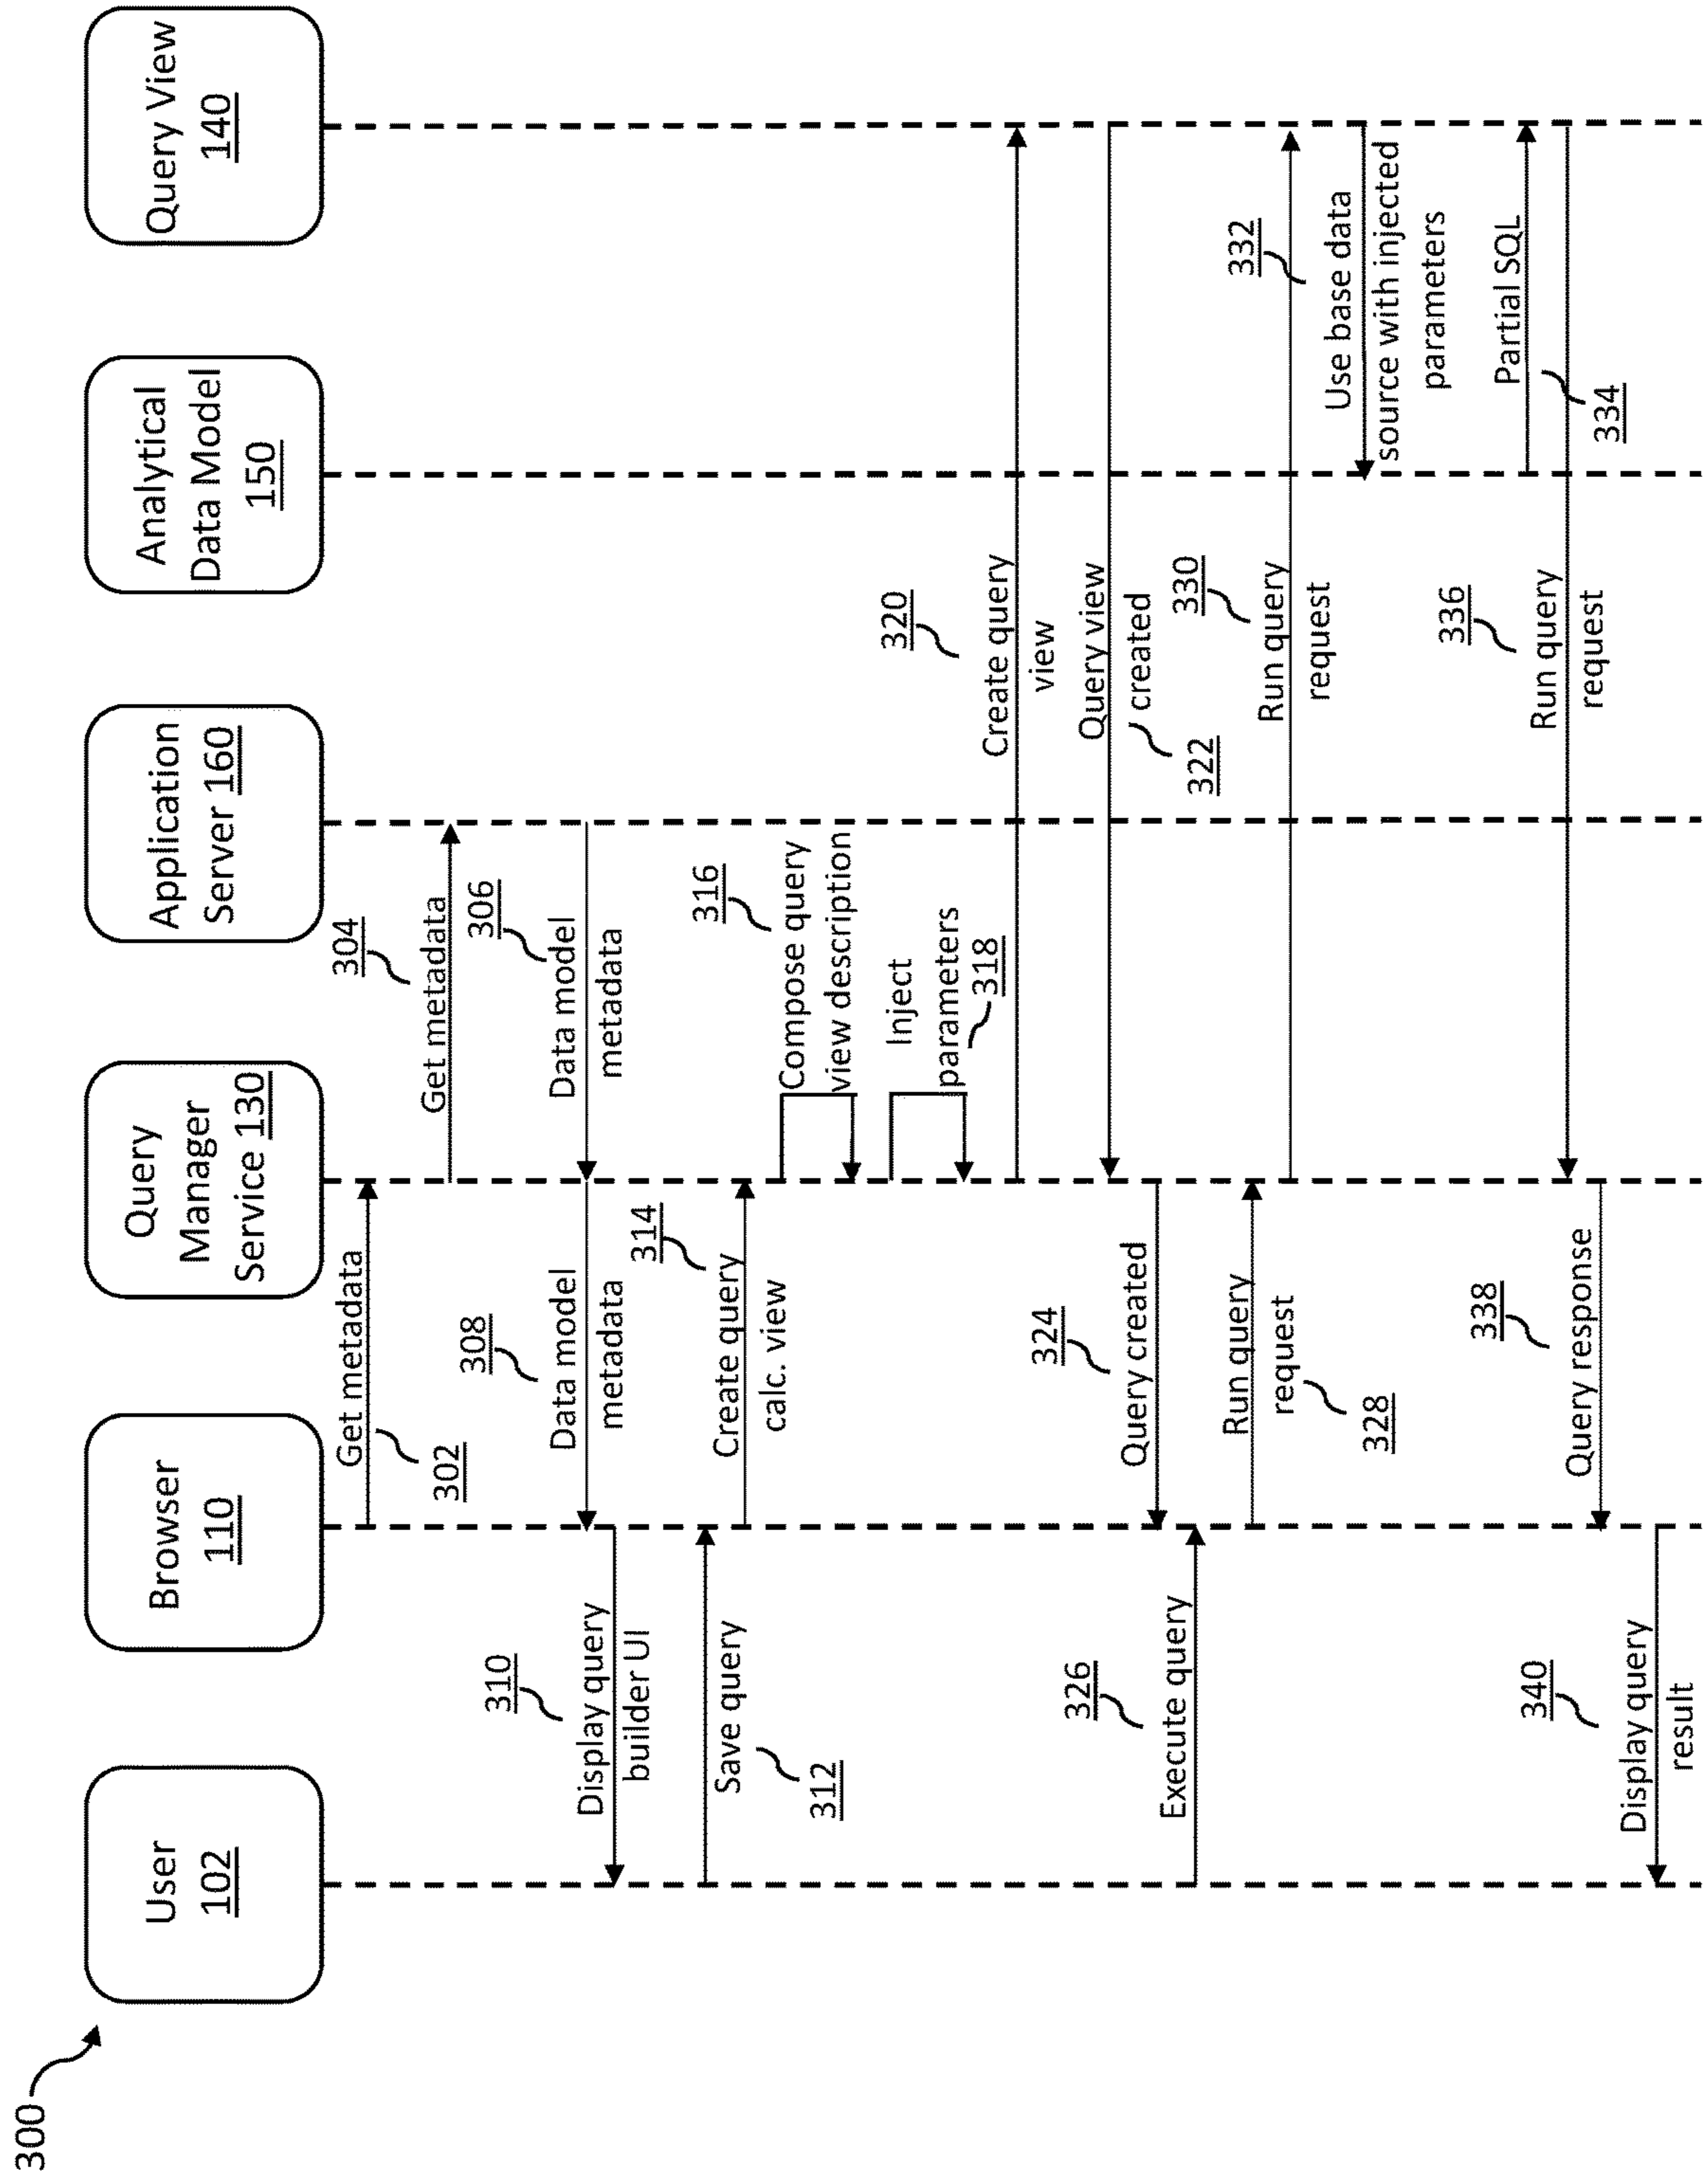 300
User
102
Browser
110
Query
Manager
Service 130
Application
Server 160
Analytical
Data Model
150
Query View
140
Get metadata
302
304
Get metadata
306
Data model
metadata
308
Data model
metadata
310
Display query
builder UI
Save query
312
314
Create query
calc. view
316
Compose query
view description
Inject
parameters
318
320
Create query
view
Query view
created
322
324
Query created
326
Execute query
Run query
request
328
330
Run query
request
332
Use base data
source with injected
parameters
Partial SQL
334
336
Run query
request
338
Query response
340
Display query
result